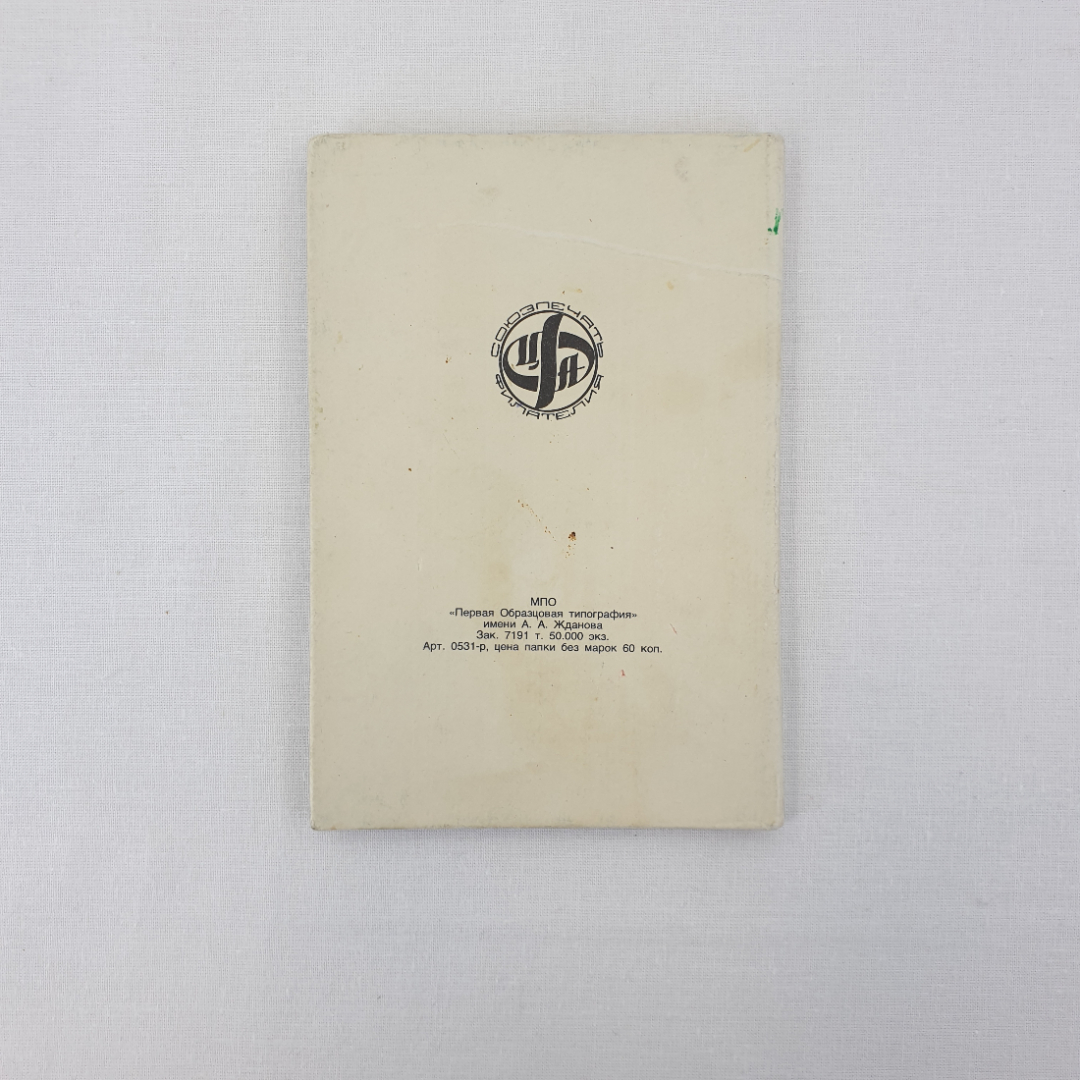 СОЮЗПЕЧАТЬ
ЦФА
ФИЛАТЕЛИЯ
МПО
«Первая Образцовая типография»
имени А. А. Жданова
Зак. 7191 т. 50.000 экз.
Арт. 0531-р, цена папки без марок 60 коп.